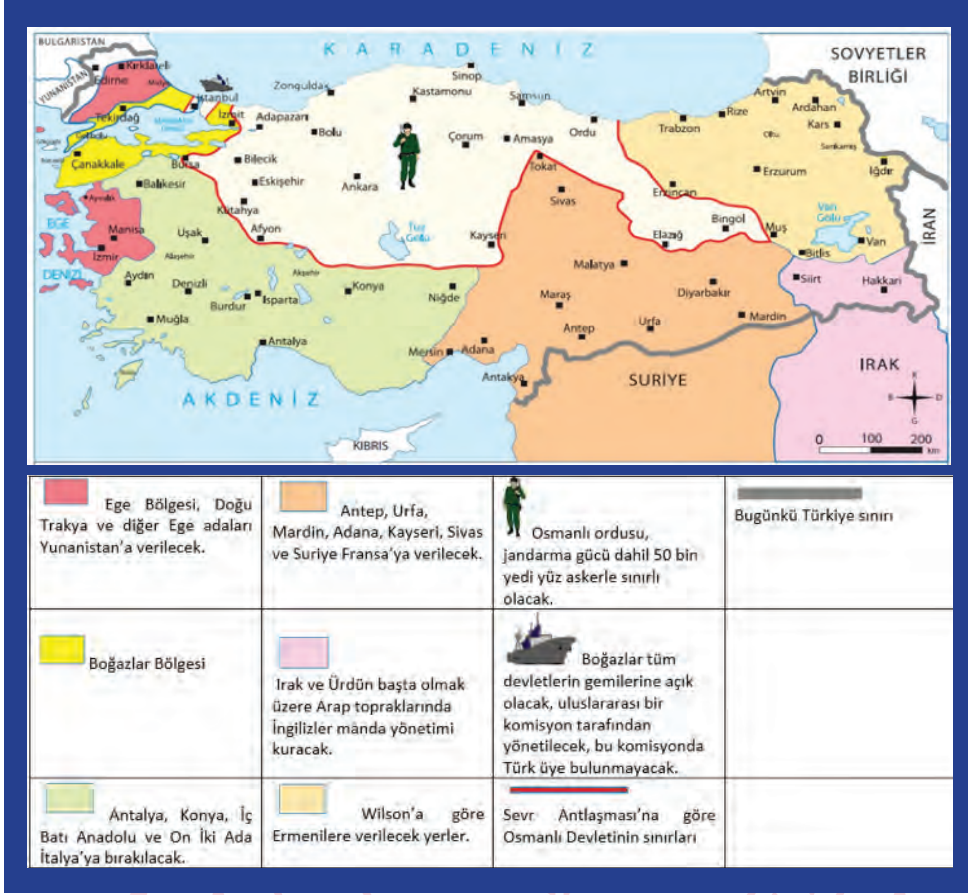 BULGARİSTAN
YUNANİSTAN
KARADENİZ
SOVYETLER
BİRLİĞİ
Kırklareli
Edirne
Tekirdağ
İstanbul
İzmit
Adapazarı
Zonguldak
Bolu
Kastamonu
Sinop
Samsun
Çorum
Amasya
Ordu
Trabzon
Rize
Artvin
Ardahan
Kars
Sarıkamış
Oltu
Iğdır
Erzurum
Erzincan
Tokat
Sivas
Çanakkale
Bursa
Bilecik
Eskişehir
Ankara
Kütahya
Balıkesir
Ayvalık
EGE
DENİZİ
Manisa
İzmir
Uşak
Afyon
Alaşehir
Akşehir
Tuz
Gölü
Kayseri
Elazığ
Bingöl
Muş
Van
Gölü
Van
Bitlis
Siirt
Hakkari
İRAN
Malatya
Diyarbakır
Mardin
Maraş
Antep
Urfa
Aydın
Denizli
Burdur
Isparta
Konya
Niğde
Muğla
Antalya
Mersin
Adana
Antakya
AKDENİZ
KIBRIS
SURİYE
IRAK
K
B
D
G
0 100 200
km
Ege Bölgesi, Doğu
Trakya ve diğer Ege adaları
Yunanistan'a verilecek.
Antep, Urfa,
Mardin, Adana, Kayseri, Sivas
ve Suriye Fransa'ya verilecek.
Osmanlı ordusu,
jandarma gücü dahil 50 bin
yedi yüz askerle sınırlı
olacak.
Bugünkü Türkiye sınırı
Boğazlar Bölgesi
Irak ve Ürdün başta olmak
üzere Arap topraklarında
İngilizler manda yönetimi
kuracak.
Boğazlar tüm
devletlerin gemilerine açık
olacak, uluslararası bir
komisyon tarafından
yönetilecek, bu komisyonda
Türk üye bulunmayacak.
Antalya, Konya, İç
Batı Anadolu ve On İki Ada
İtalya'ya bırakılacak.
Wilson'a göre
Ermenilere verilecek yerler.
Sevr Antlaşması'na göre
Osmanlı Devletinin sınırları